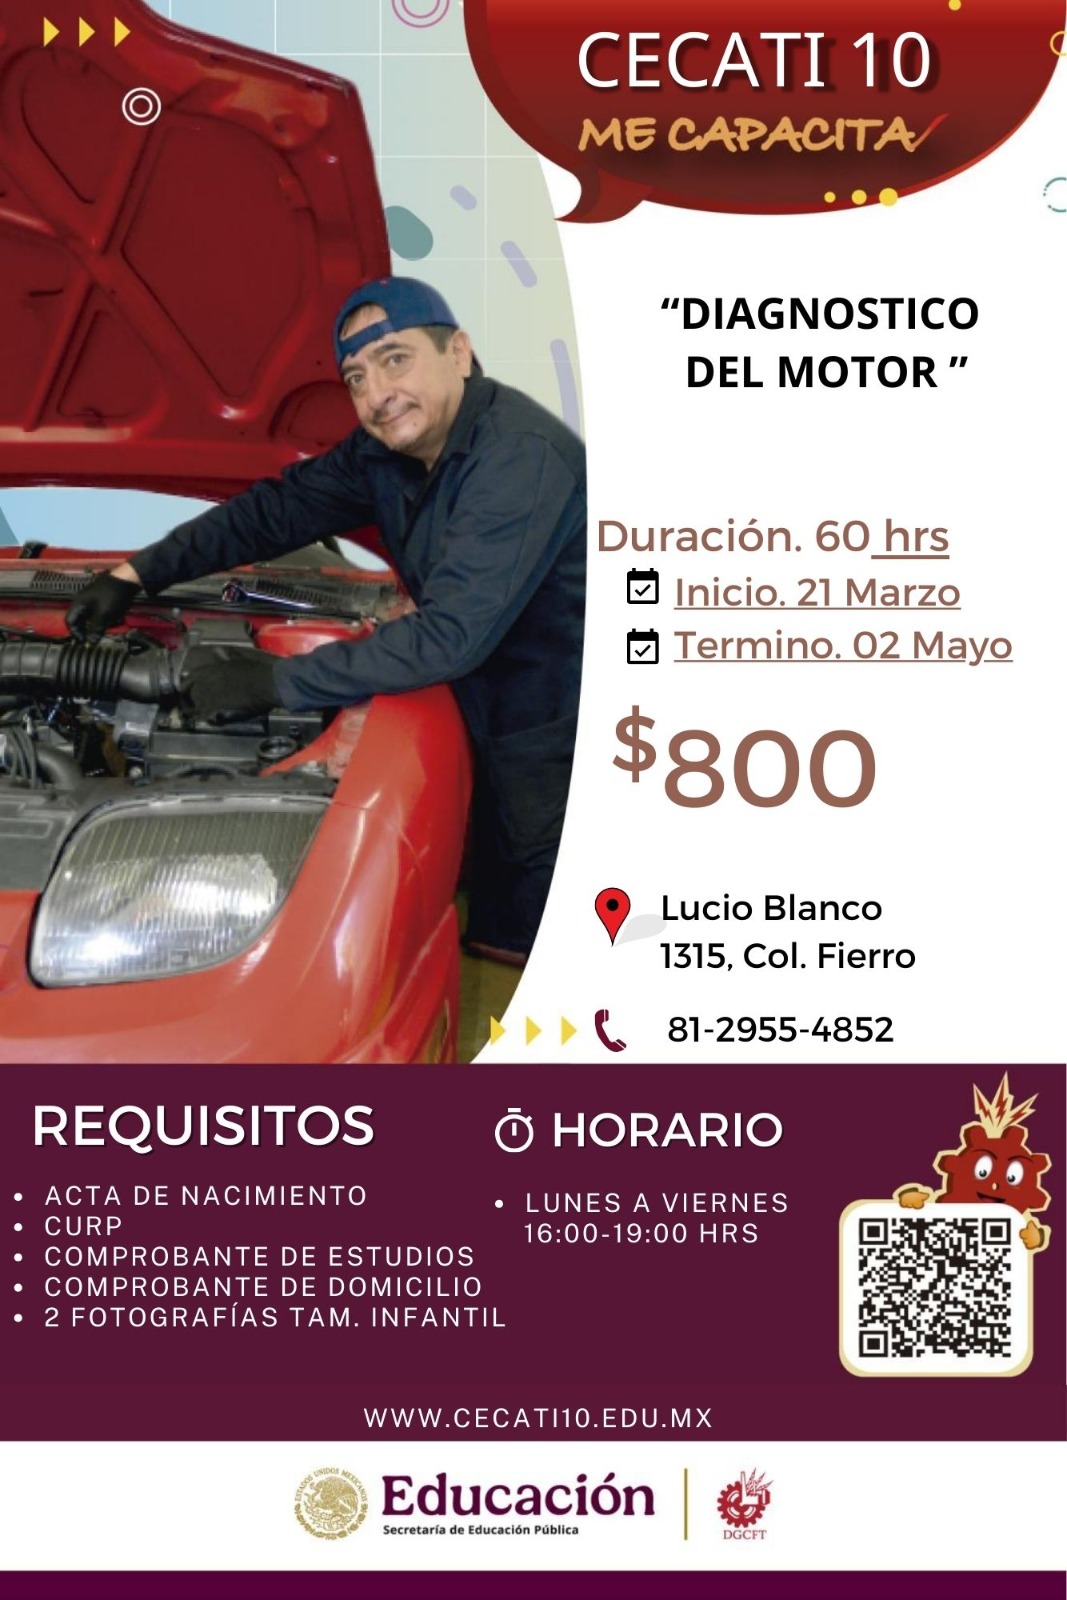 CECATI 10
ME CAPACITA
“DIAGNOSTICO
DEL MOTOR ”
Duración. 60 hrs
Inicio. 21 Marzo
Termino. 02 Mayo
$800
Lucio Blanco
1315, Col. Fierro
81-2955-4852
REQUISITOS
• ACTA DE NACIMIENTO
• CURP
• COMPROBANTE DE ESTUDIOS
• COMPROBANTE DE DOMICILIO
• 2 FOTOGRAFÍAS TAM. INFANTIL
HORARIO
• LUNES A VIERNES
16:00-19:00 HRS
WWW.CECATI10.EDU.MX
ESTADOS UNIDOS MEXICANOS
Educación
Secretaría de Educación Pública
DGCFT